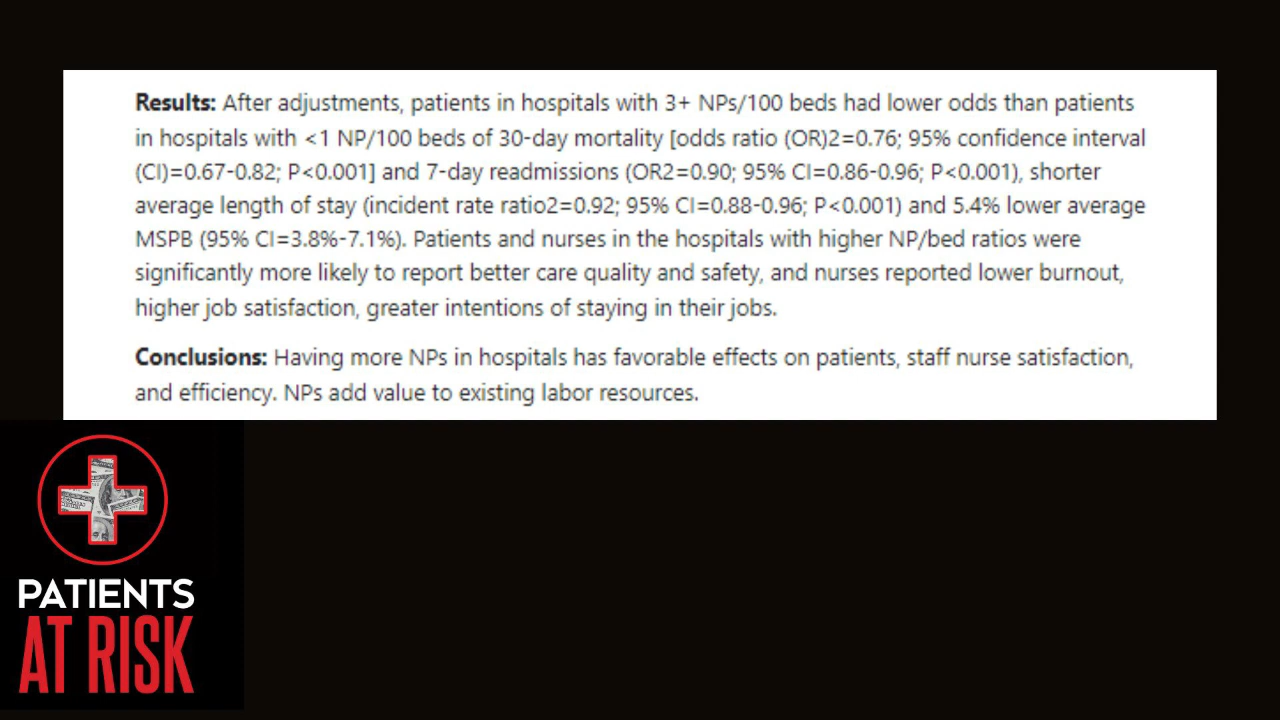 Results: After adjustments, patients in hospitals with 3+ NPs/100 beds had lower odds than patients
in hospitals with <1 NP/100 beds of 30-day mortality [odds ratio (OR)2=0.76; 95% confidence interval
(CI)=0.67-0.82; P<0.001] and 7-day readmissions (OR2=0.90; 95% CI=0.86-0.96; P<0.001), shorter
average length of stay (incident rate ratio2=0.92; 95% CI=0.88-0.96; P<0.001) and 5.4% lower average
MSPB (95% CI=3.8%-7.1%). Patients and nurses in the hospitals with higher NP/bed ratios were
significantly more likely to report better care quality and safety, and nurses reported lower burnout,
higher job satisfaction, greater intentions of staying in their jobs.
Conclusions: Having more NPs in hospitals has favorable effects on patients, staff nurse satisfaction,
and efficiency. NPs add value to existing labor resources.
PATIENTS
AT RISK